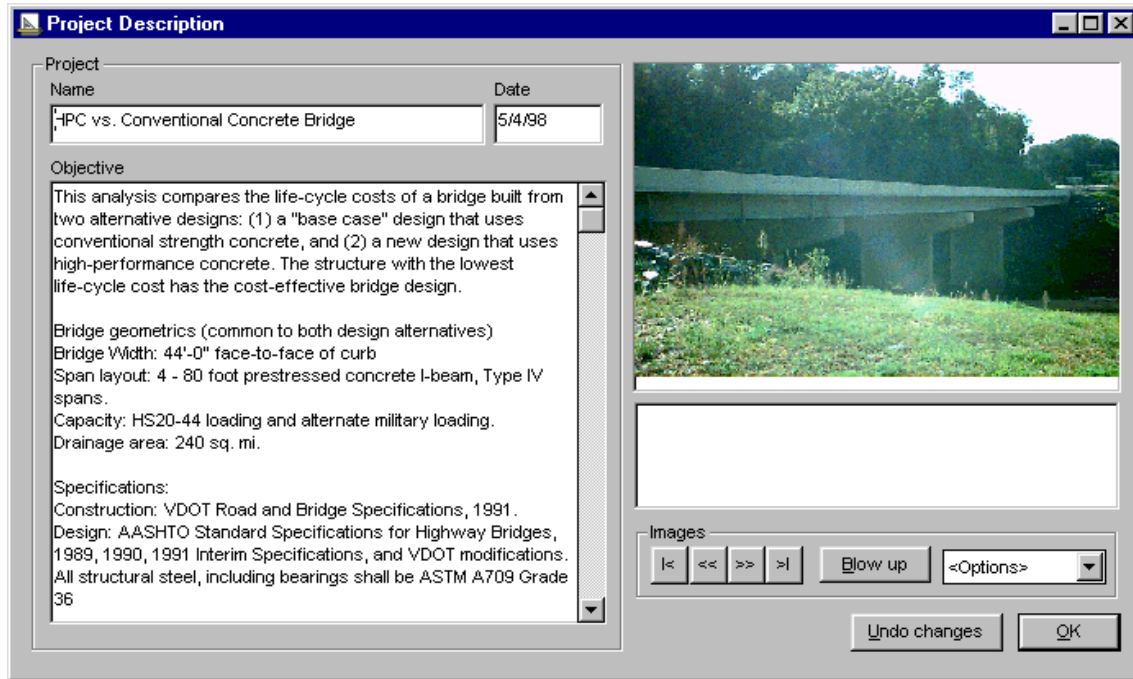 Project Description
Project
Name
Date
HPC vs. Conventional Concrete Bridge
5/4/98
Objective
This analysis compares the life-cycle costs of a bridge built from
two alternative designs: (1) a "base case" design that uses
conventional strength concrete, and (2) a new design that uses
high-performance concrete. The structure with the lowest
life-cycle cost has the cost-effective bridge design.
Bridge geometrics (common to both design alternatives)
Bridge Width: 44'-0" face-to-face of curb
Span layout: 4 - 80 foot prestressed concrete I-beam, Type IV
spans.
Capacity: HS20-44 loading and alternate military loading.
Drainage area: 240 sq. mi.
Specifications:
Construction: VDOT Road and Bridge Specifications, 1991.
Design: AASHTO Standard Specifications for Highway Bridges,
1989, 1990, 1991 Interim Specifications, and VDOT modifications.
All structural steel, including bearings shall be ASTM A709 Grade
36
Images
|< << >> >| Blow up <Options>
Undo changes OK